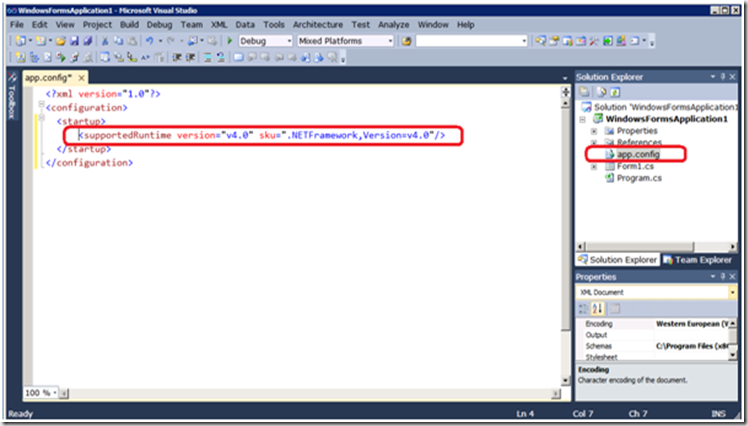 WindowsFormsApplication1 - Microsoft Visual Studio
File Edit View Project Build Debug Team XML Data Tools Architecture Test Analyze Window Help
Debug Mixed Platforms
Toolbox
app.config*
<?xml version="1.0"?>
<configuration>
<startup>
<supportedRuntime version="v4.0" sku=".NETFramework,Version=v4.0"/>
</startup>
</configuration>
100 %
Solution Explorer
Solution 'WindowsFormsApplication1
WindowsFormsApplication1
Properties
References
app.config
Form1.cs
Program.cs
Solution Explorer Team Explorer
Properties
XML Document
Encoding Western European (W
Output
Schemas C:\Program Files (x8
Stylesheet
Encoding
Character encoding of the document.
Ready Ln 4 Col 7 Ch 7 INS